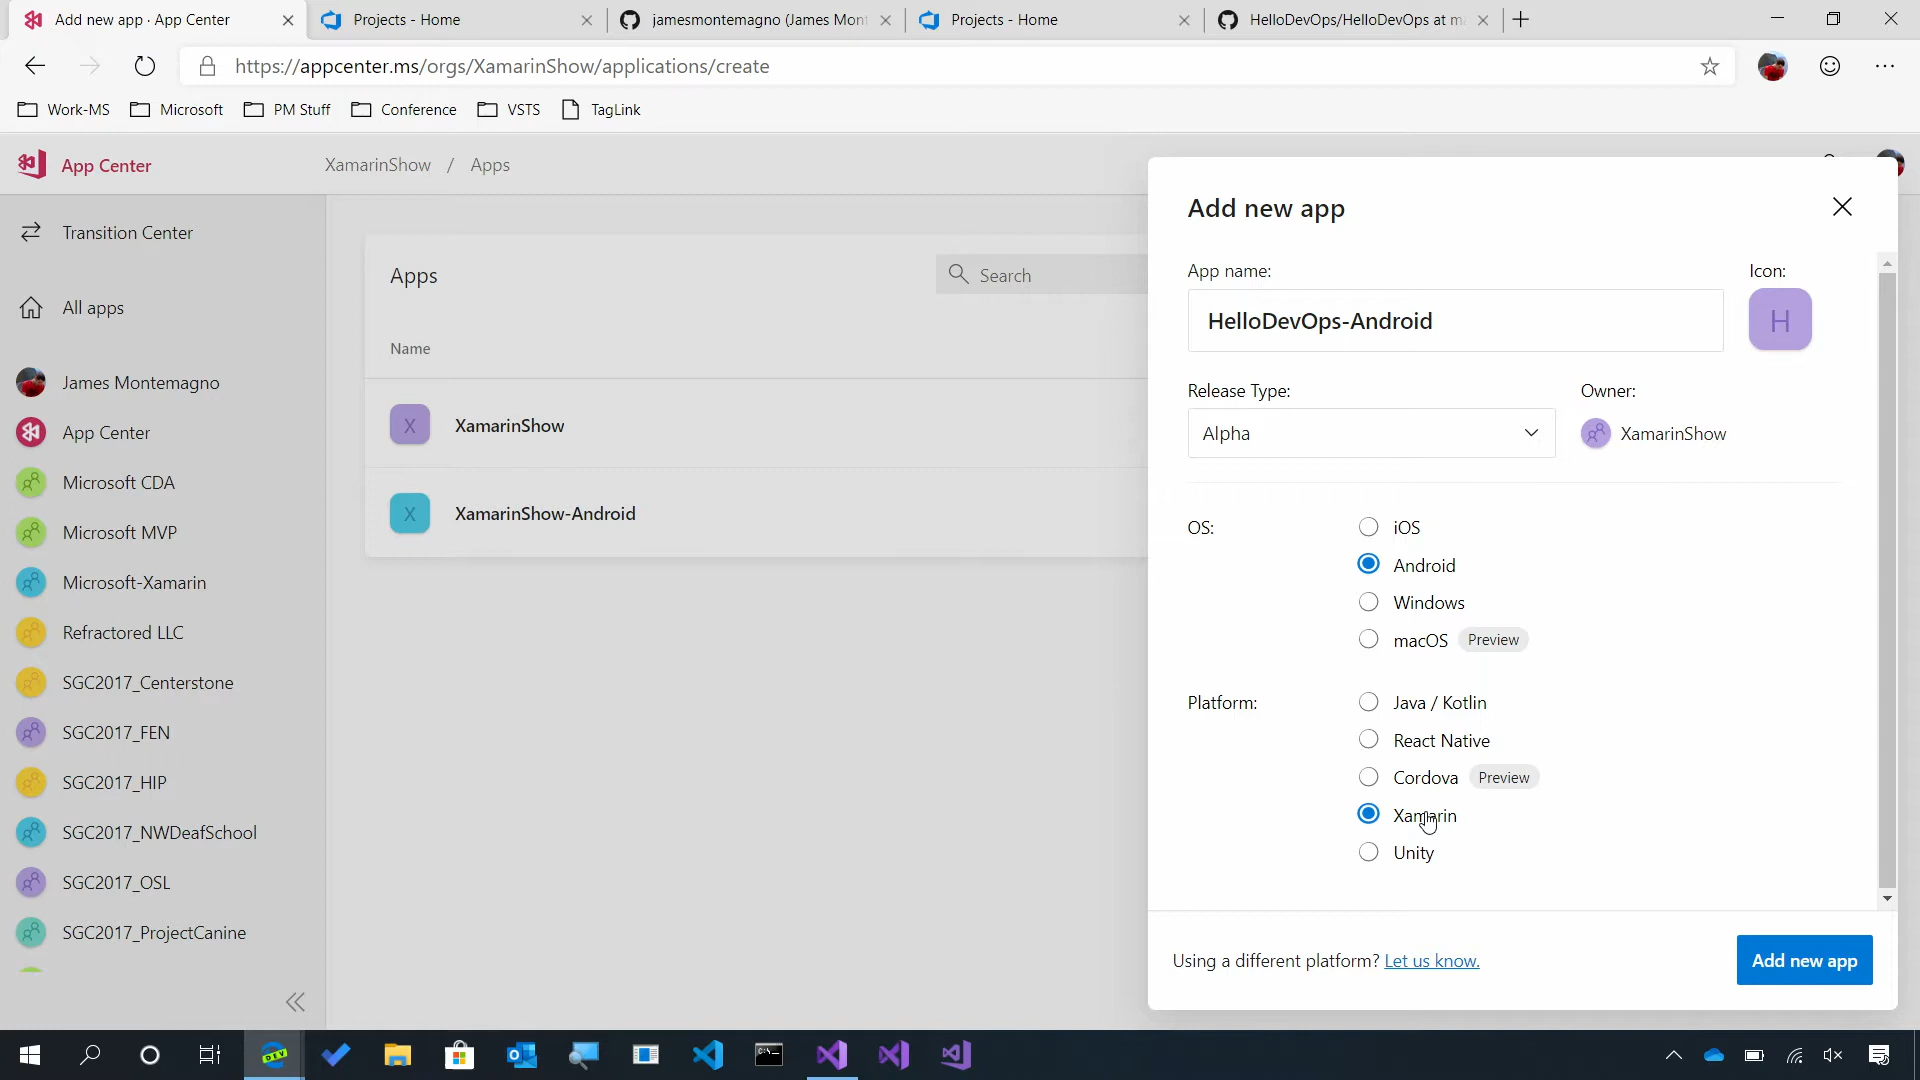 Add new app · App Center
Projects - Home
jamesmontemagno (James Mon
Projects - Home
HelloDevOps/HelloDevOps at m
https://appcenter.ms/orgs/XamarinShow/applications/create
Work-MS
Microsoft
PM Stuff
Conference
VSTS
TagLink
App Center
XamarinShow / Apps
Transition Center
All apps
James Montemagno
App Center
Microsoft CDA
Microsoft MVP
Microsoft-Xamarin
Refractored LLC
SGC2017_Centerstone
SGC2017_FEN
SGC2017_HIP
SGC2017_NWDeafSchool
SGC2017_OSL
SGC2017_ProjectCanine
Apps
Search
Name
X
XamarinShow
X
XamarinShow-Android
Add new app
App name:
Icon:
HelloDevOps-Android
H
Release Type:
Owner:
Alpha
XamarinShow
OS:
iOS
Android
Windows
macOS Preview
Platform:
Java / Kotlin
React Native
Cordova Preview
Xamarin
Unity
Using a different platform? Let us know.
Add new app
DEV